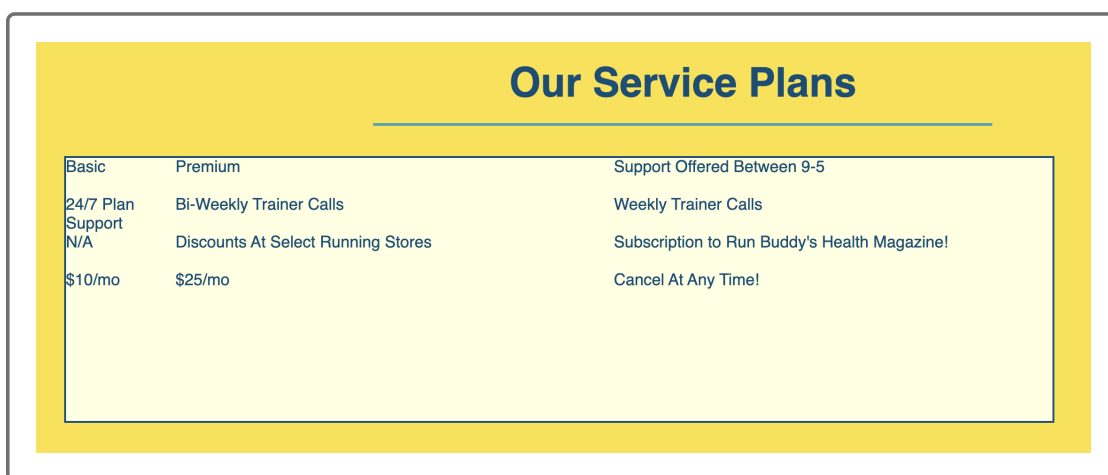 Our Service Plans
Basic Premium Support Offered Between 9-5
24/7 Plan Bi-Weekly Trainer Calls Weekly Trainer Calls
Support
N/A Discounts At Select Running Stores Subscription to Run Buddy's Health Magazine!
$10/mo $25/mo Cancel At Any Time!